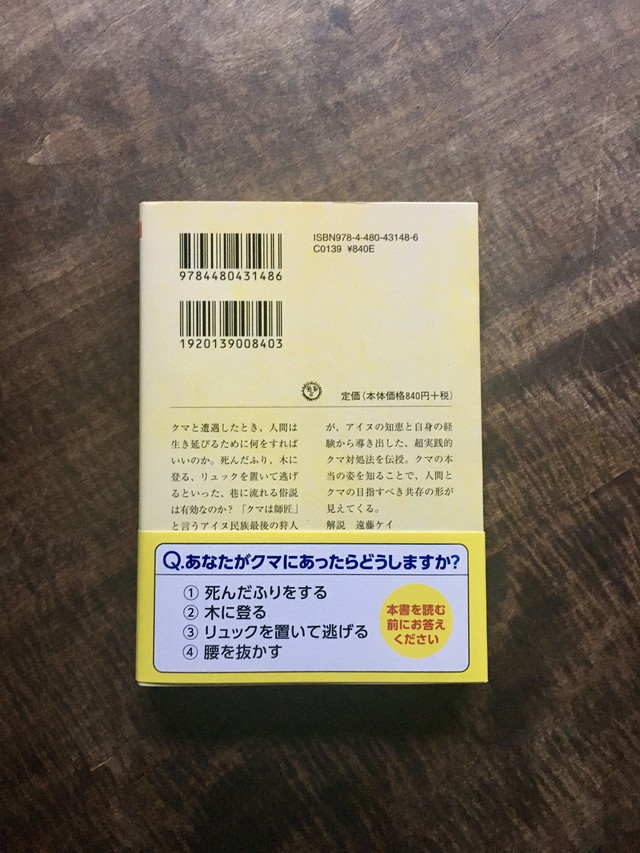 ISBN978-4-480-43148-6
C0139 ¥840E
9784480431486
1920139008403
定価(本体価格840円+税)
クマと遭遇したとき、人間は
生き延びるために何をすれば
いいのか。死んだふり、木に
登る、リュックを置いて逃げ
るといった、巷に流れる俗説
は有効なのか?「クマは師匠」
と言うアイヌ民族最後の狩人
が、アイヌの知恵と自身の経
験から導き出した、超実践的
クマ対処法を伝授。クマの本
当の姿を知ることで、人間と
クマの目指すべき共存の形が
見えてくる。
解説 遠藤ケイ
Q.あなたがクマにあったらどうしますか?
① 死んだふりをする
② 木に登る
③ リュックを置いて逃げる
④ 腰を抜かす
本書を読む
前にお答え
ください